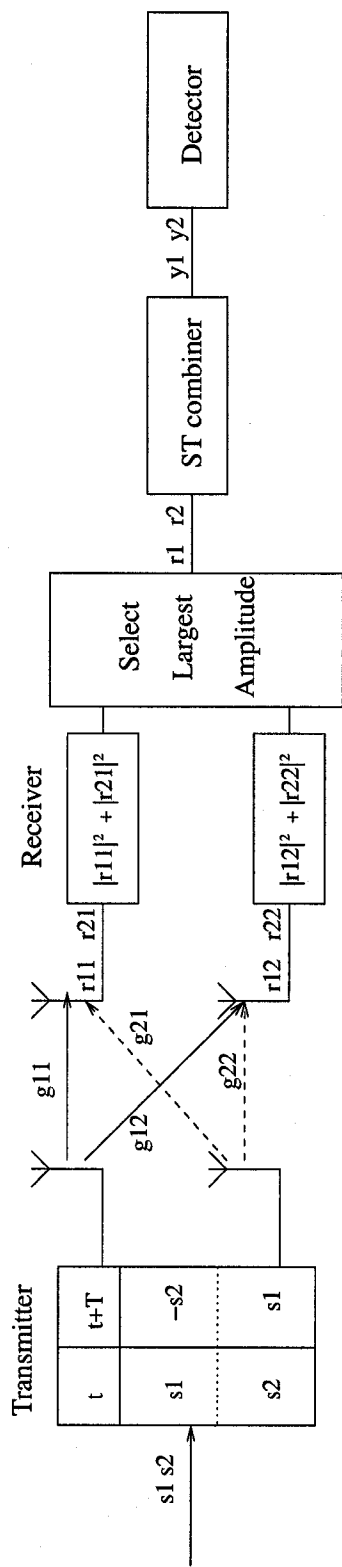 Transmitter
s1 s2
t
t+T
s1
−s2
s2
s1
g11
g12
g21
g22
Receiver
r11 r21
r12 r22
|r11|² + |r21|²
|r12|² + |r22|²
Select
Largest
Amplitude
r1 r2
ST combiner
y1 y2
Detector